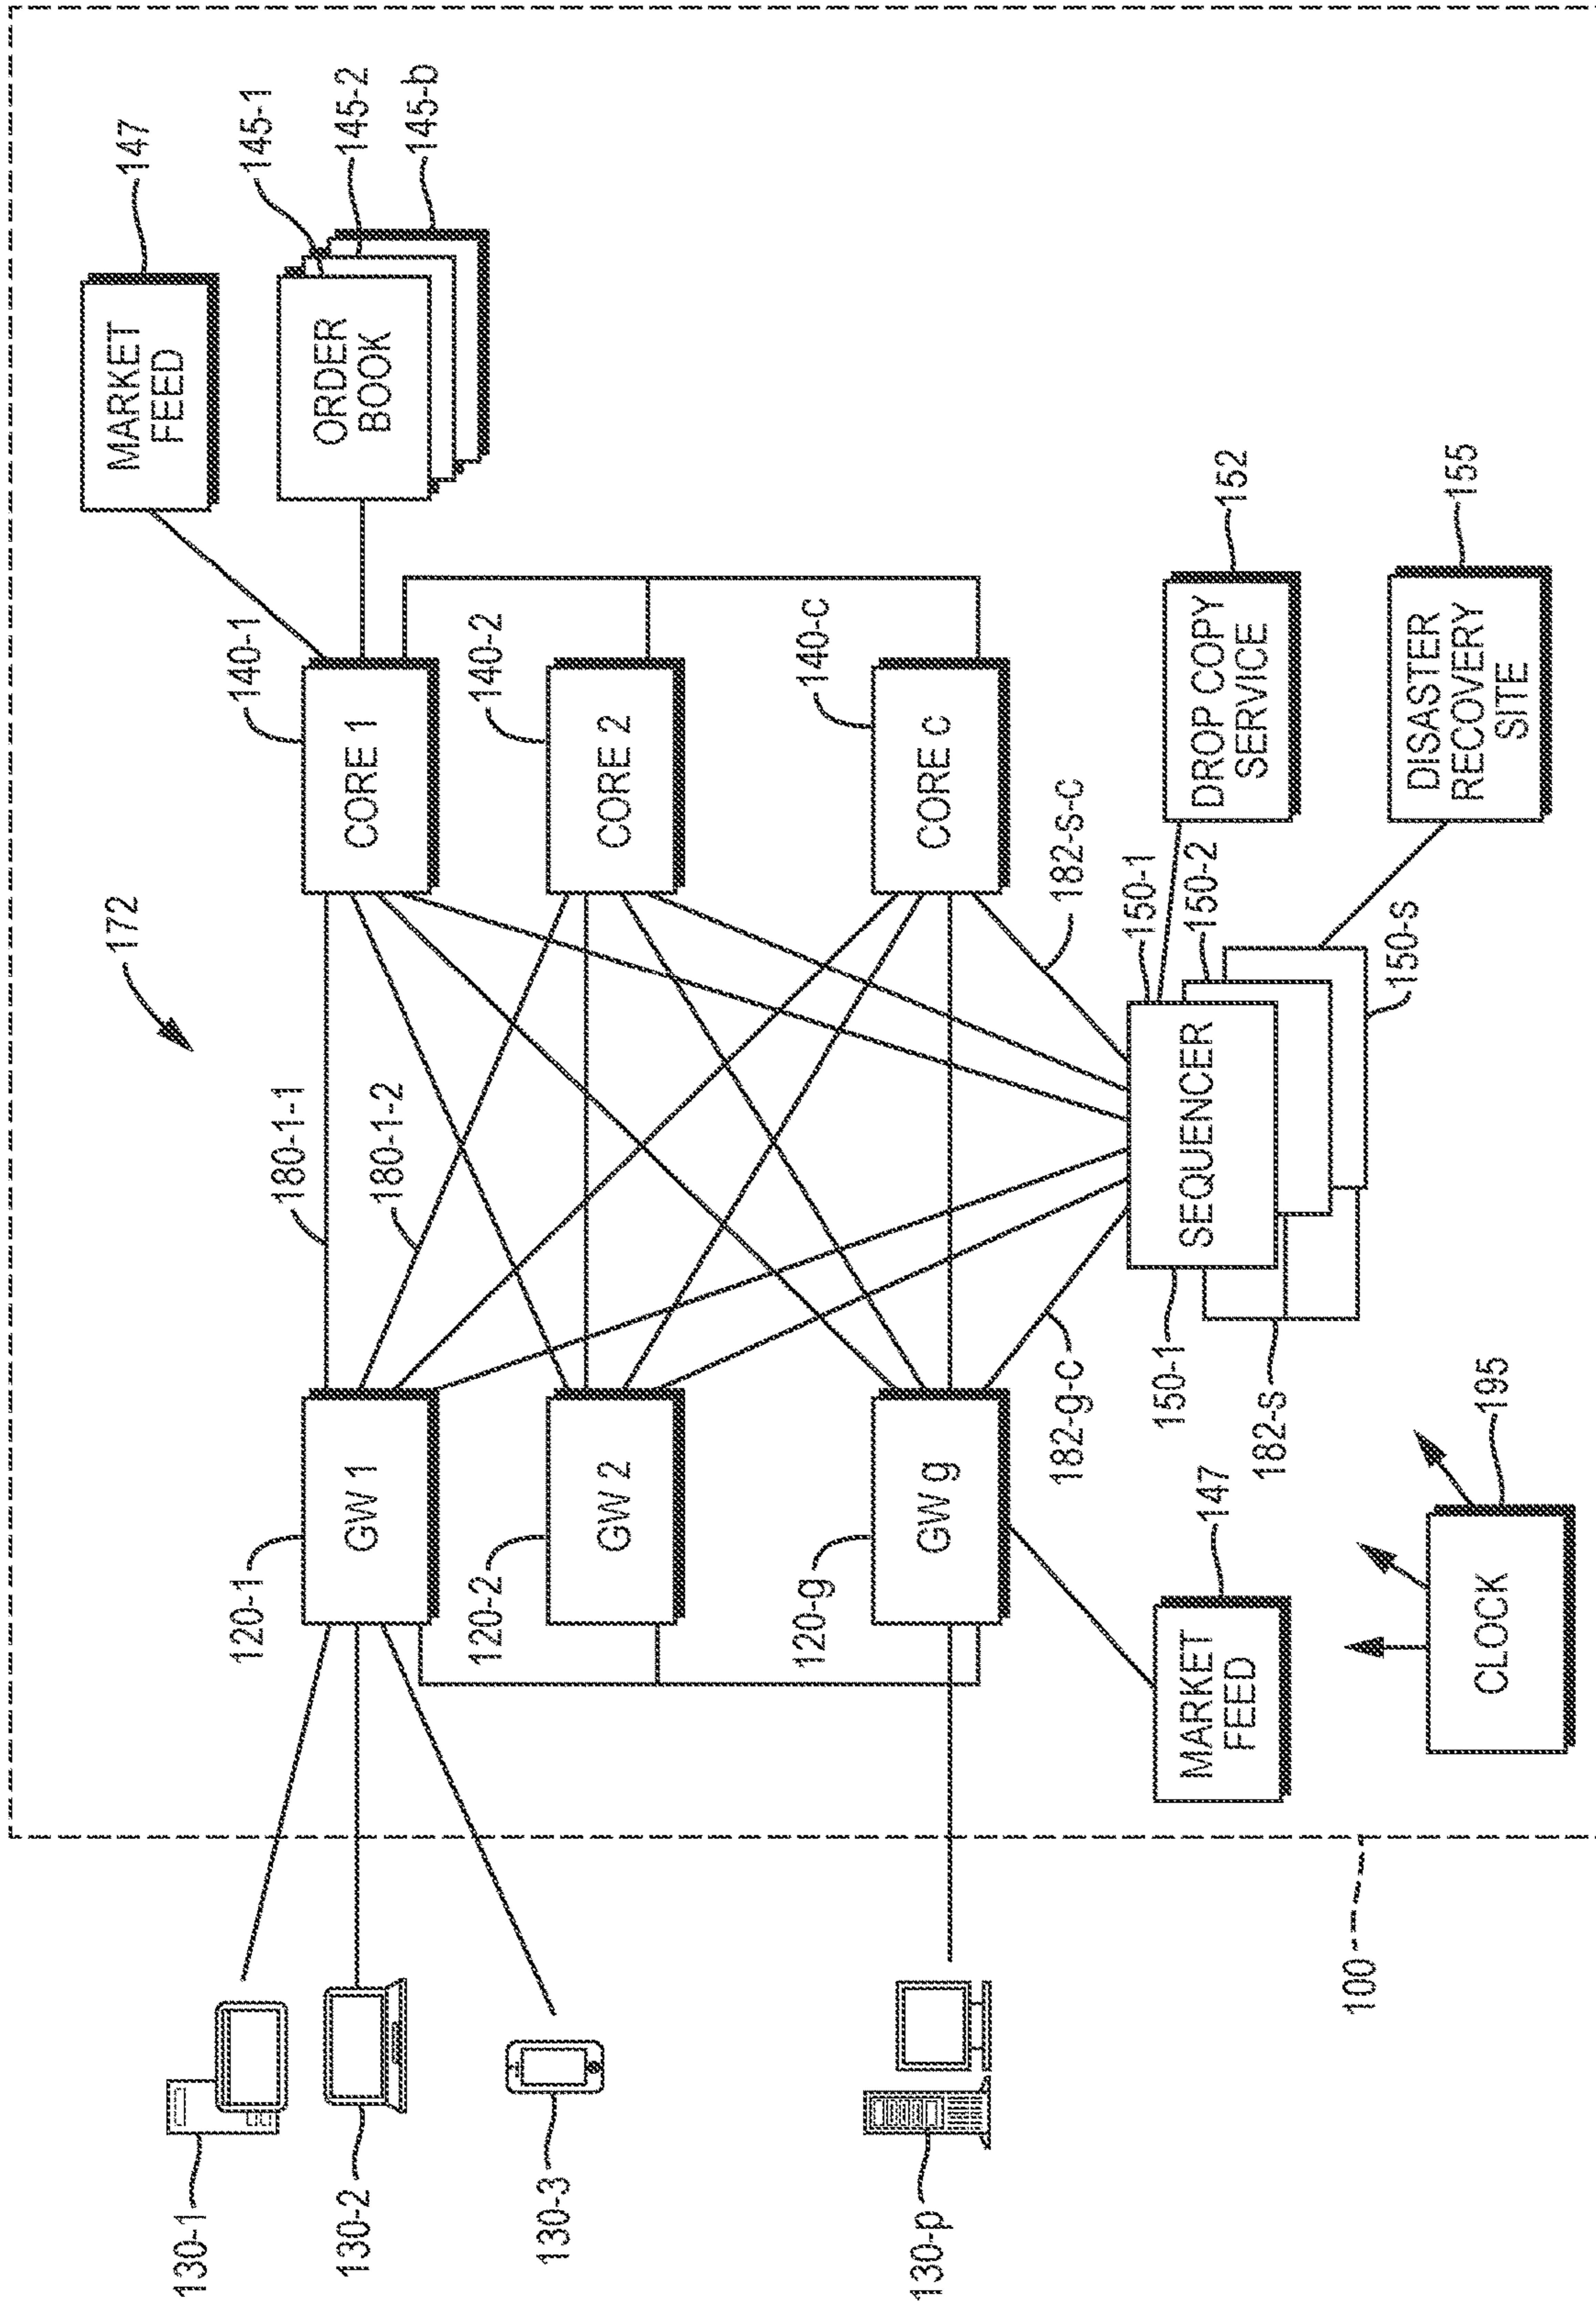 172
130-1
130-2
130-3
130-p
100
120-1
GW 1
120-2
GW 2
120-g
GW g
180-1-1
180-1-2
140-1
CORE 1
140-2
CORE 2
140-c
CORE c
147
MARKET
FEED
145-1
145-2
145-b
ORDER
BOOK
182-g-c
182-s-c
150-1
150-1
150-2
150-s
SEQUENCER
182-s
152
DROP COPY
SERVICE
155
DISASTER
RECOVERY
SITE
147
MARKET
FEED
195
CLOCK